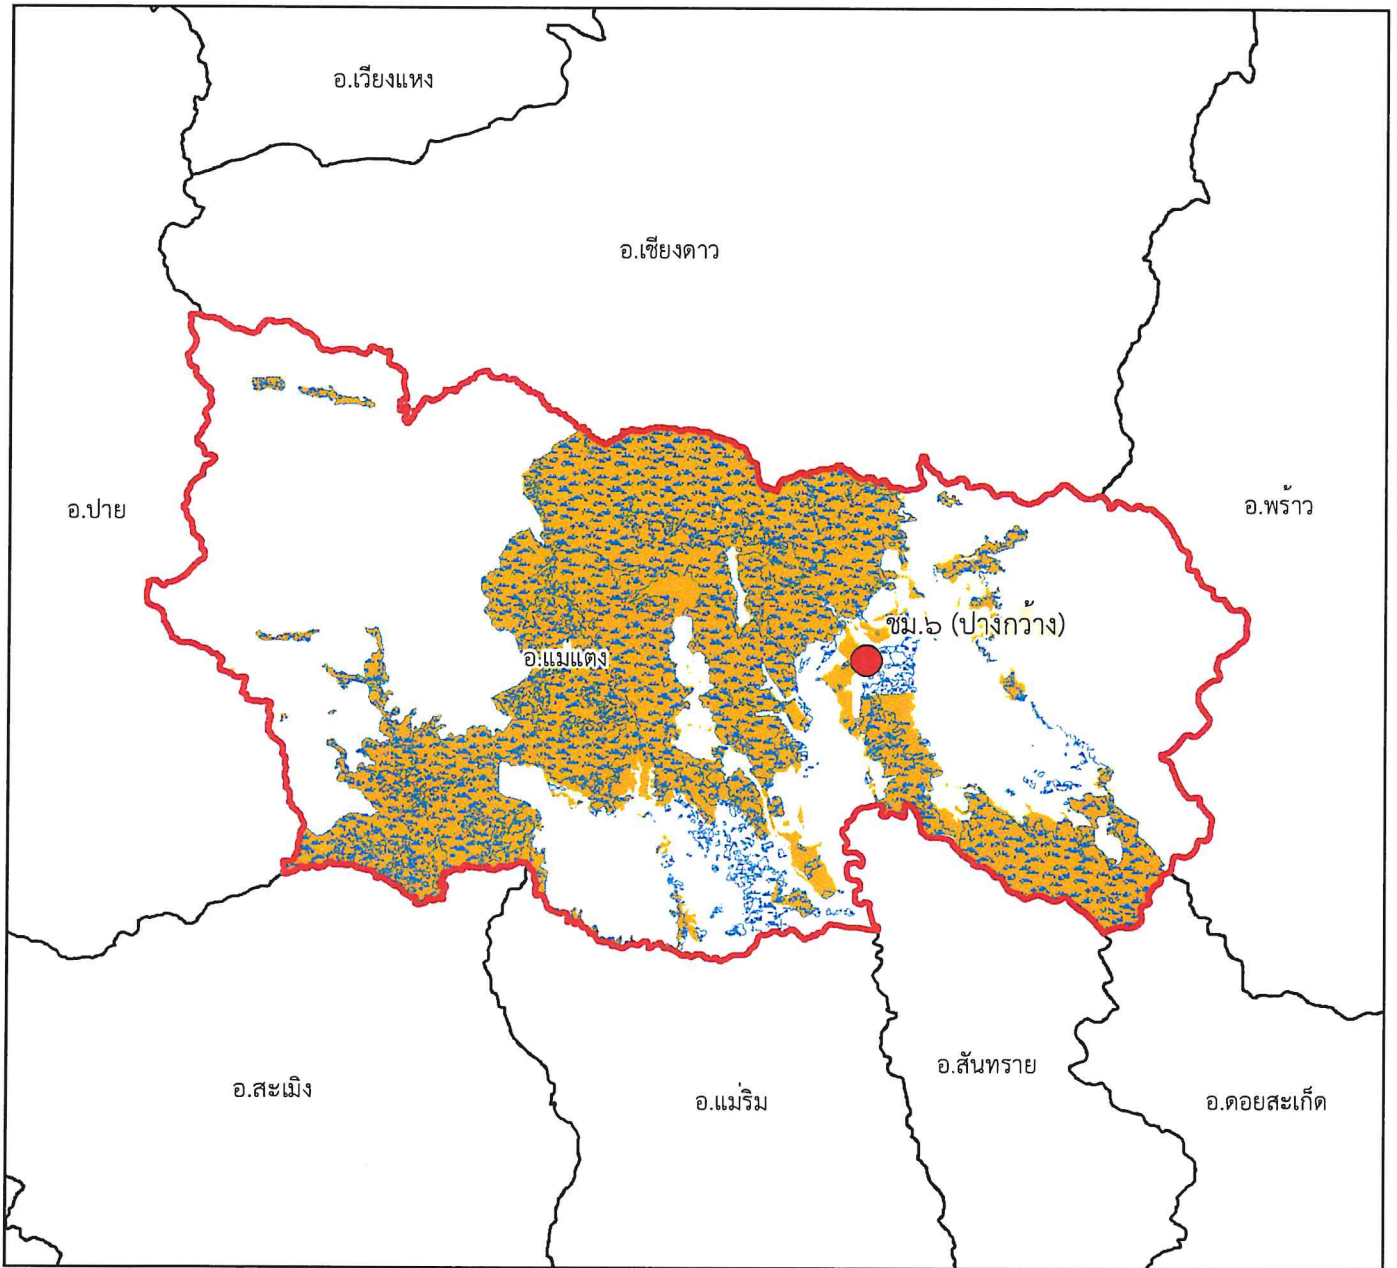 อ.เวียงแหง
อ.เชียงดาว
อ.ปาย
อ.พร้าว
ชม.๖ (ปางกว้าง)
อ.แม่แตง
อ.สันทราย
อ.สะเมิง
อ.แม่ริม
อ.ดอยสะเก็ด